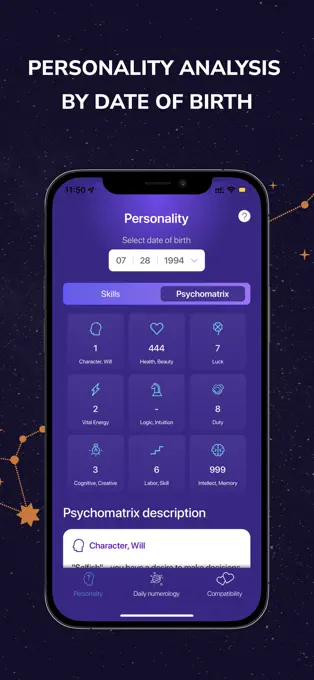 PERSONALITY ANALYSIS
BY DATE OF BIRTH
11:50
Personality
?
Select date of birth
07 28 1994
Skills Psychomatrix
1 444 7
Character, Will Health, Beauty Luck
2 - 8
Vital Energy Logic, Intuition Duty
3 6 999
Cognitive, Creative Labor, Skill Intellect, Memory
Psychomatrix description
Character, Will
"Selfish" - you have a desire to make decisions
Personality Daily numerology Compatibility